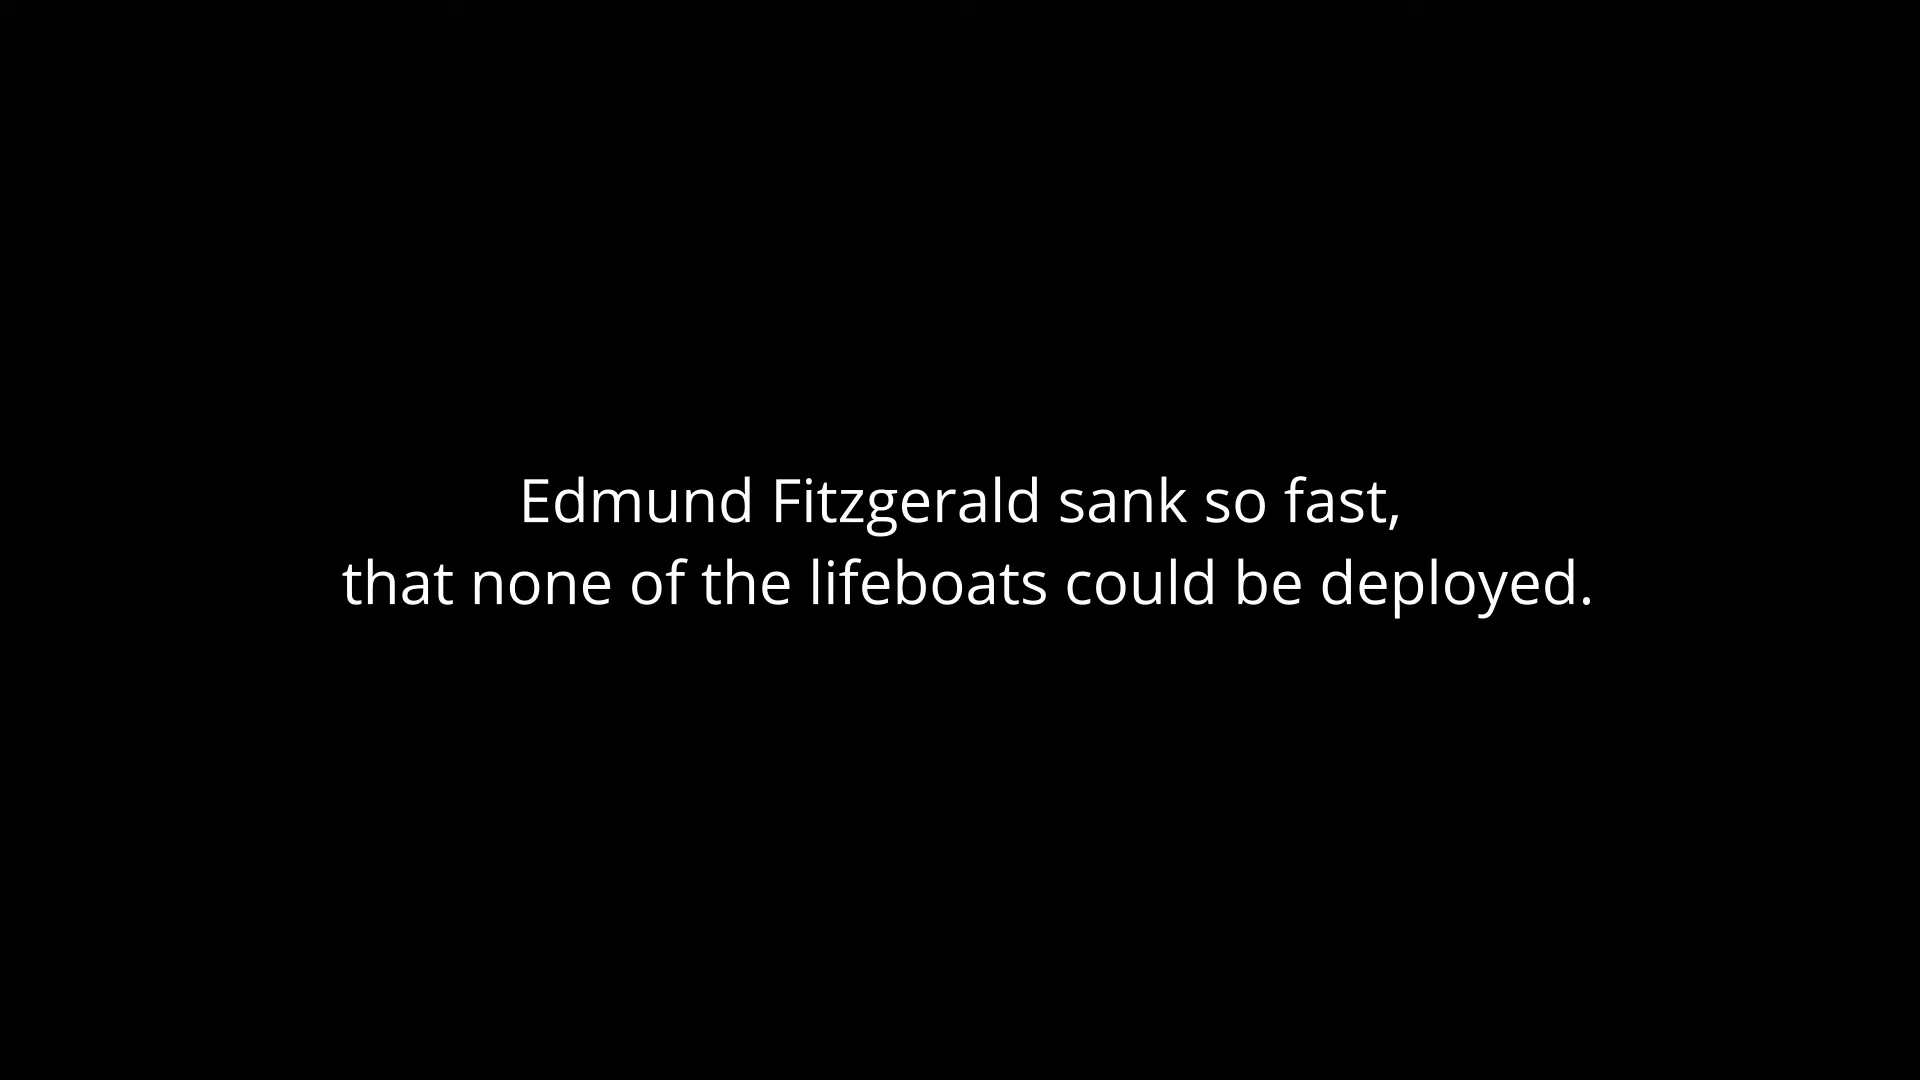 Edmund Fitzgerald sank so fast,
that none of the lifeboats could be deployed.